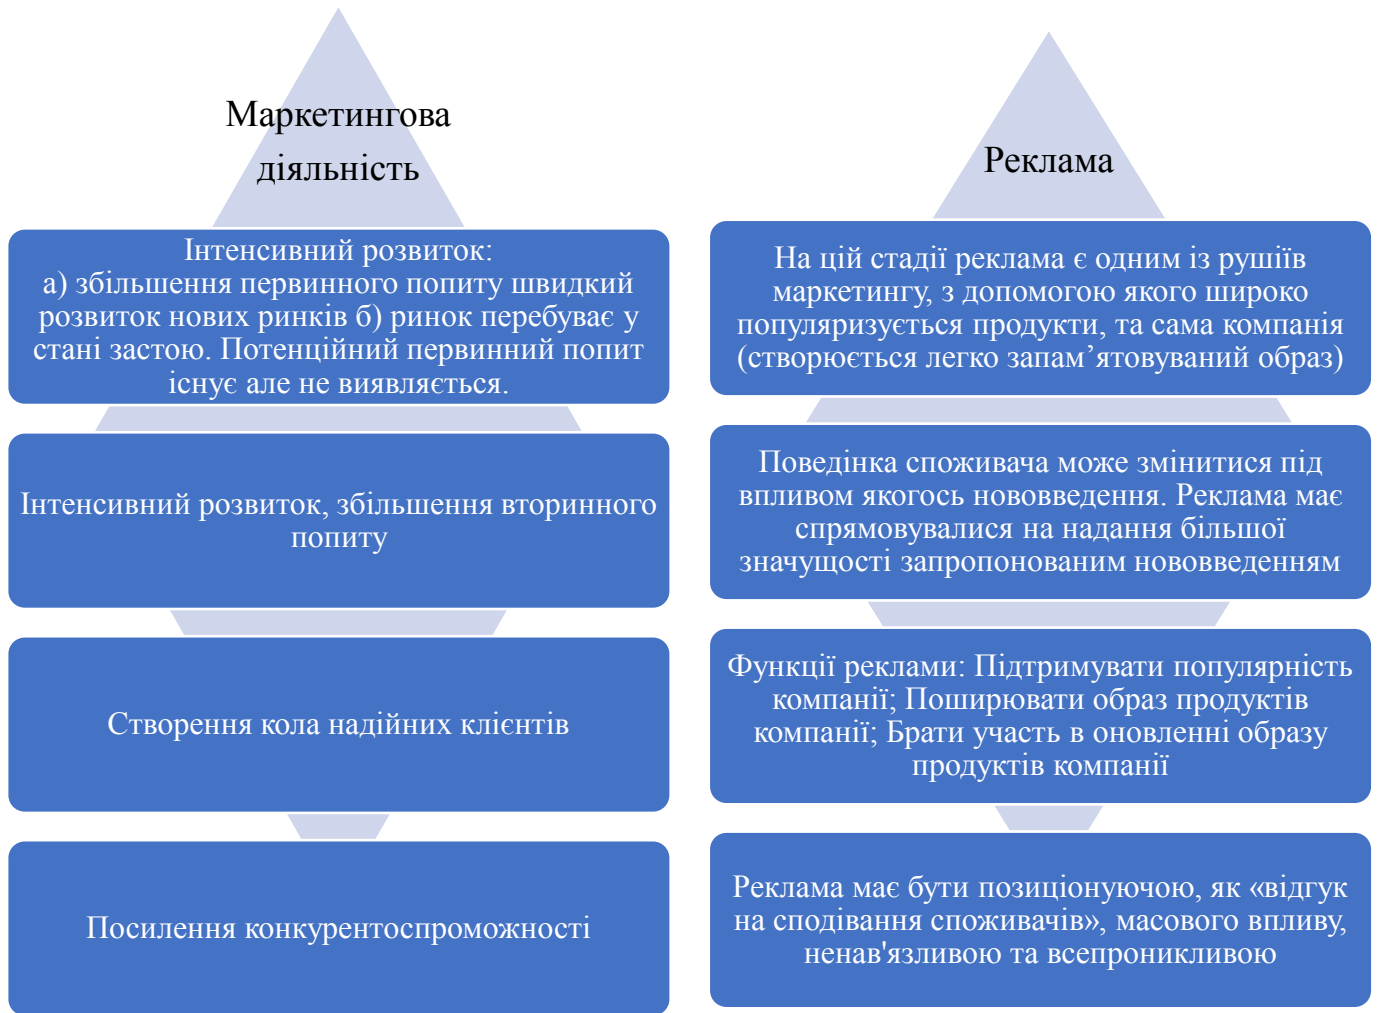 Маркетингова
діяльність
Інтенсивний розвиток:
а) збільшення первинного попиту швидкий
розвиток нових ринків б) ринок перебуває у
стані застою. Потенційний первинний попит
існує але не виявляється.
Інтенсивний розвиток, збільшення вторинного
попиту
Створення кола надійних клієнтів
Посилення конкурентоспроможності
Реклама
На цій стадії реклама є одним із рушіїв
маркетингу, з допомогою якого широко
популяризується продукти, та сама компанія
(створюється легко запам’ятовуваний образ)
Поведінка споживача може змінитися під
впливом якогось нововведення. Реклама має
спрямовувалися на надання більшої
значущості запропонованим нововведенням
Функції реклами: Підтримувати популярність
компанії; Поширювати образ продуктів
компанії; Брати участь в оновленні образу
продуктів компанії
Реклама має бути позиціонуючою, як «відгук
на сподівання споживачів», масового впливу,
ненав'язливою та всепроникливою